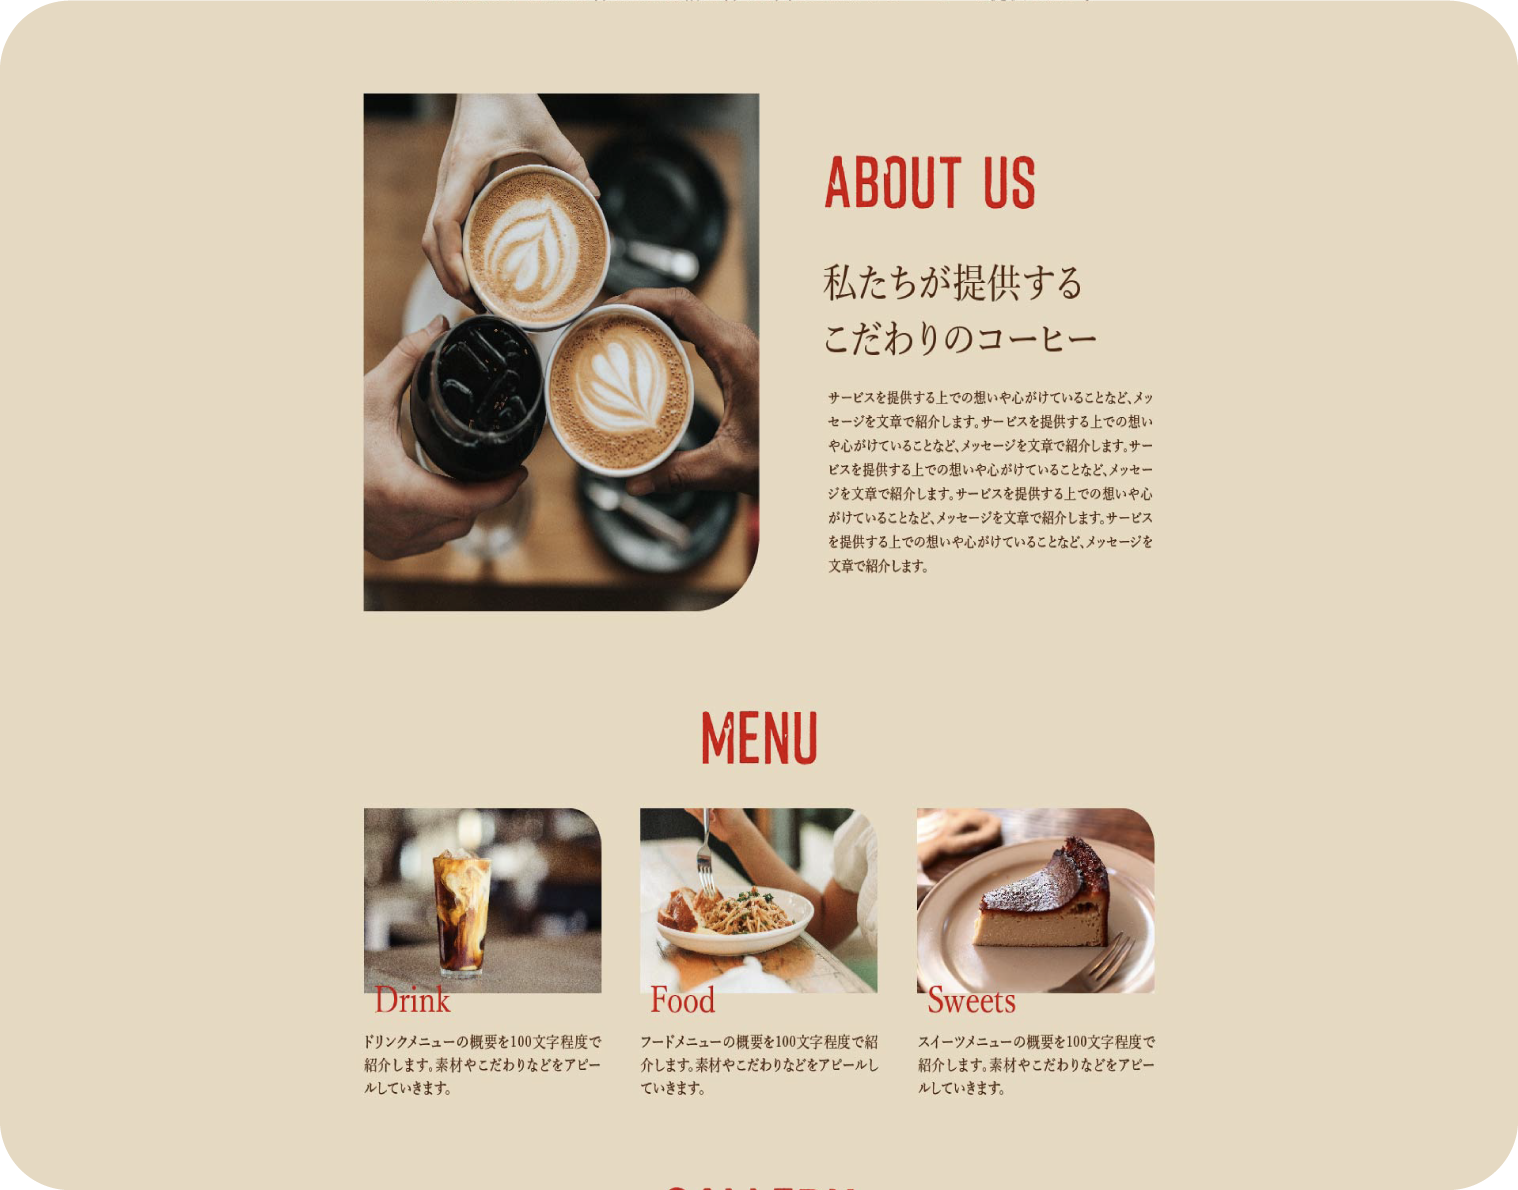 ABOUT US
私たちが提供する
こだわりのコーヒー
サービスを提供する上での想いや心がけていることなど、メッ
セージを文章で紹介します。サービスを提供する上での想い
や心がけていることなど、メッセージを文章で紹介します。サー
ビスを提供する上での想いや心がけていることなど、メッセー
ジを文章で紹介します。サービスを提供する上での想いや心
がけていることなど、メッセージを文章で紹介します。サービス
を提供する上での想いや心がけていることなど、メッセージを
文章で紹介します。
MENU
Drink
ドリンクメニューの概要を100文字程度で
紹介します。素材やこだわりなどをアピー
ルしていきます。
Food
フードメニューの概要を100文字程度で紹
介します。素材やこだわりなどをアピールし
ていきます。
Sweets
スイーツメニューの概要を100文字程度で
紹介します。素材やこだわりなどをアピー
ルしていきます。